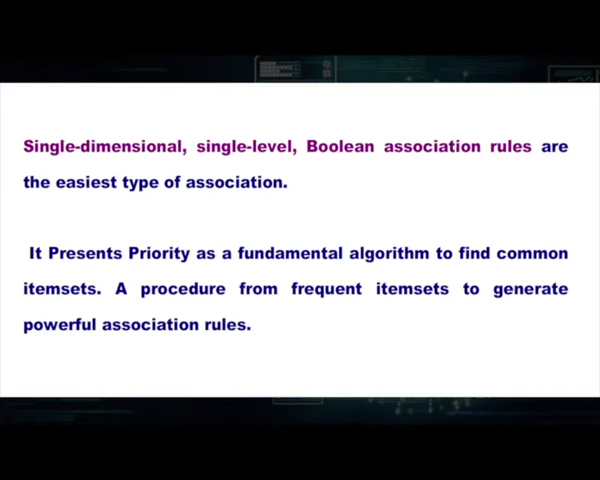 Single-dimensional, single-level, Boolean association rules are
the easiest type of association.
It Presents Priority as a fundamental algorithm to find common
itemsets. A procedure from frequent itemsets to generate
powerful association rules.